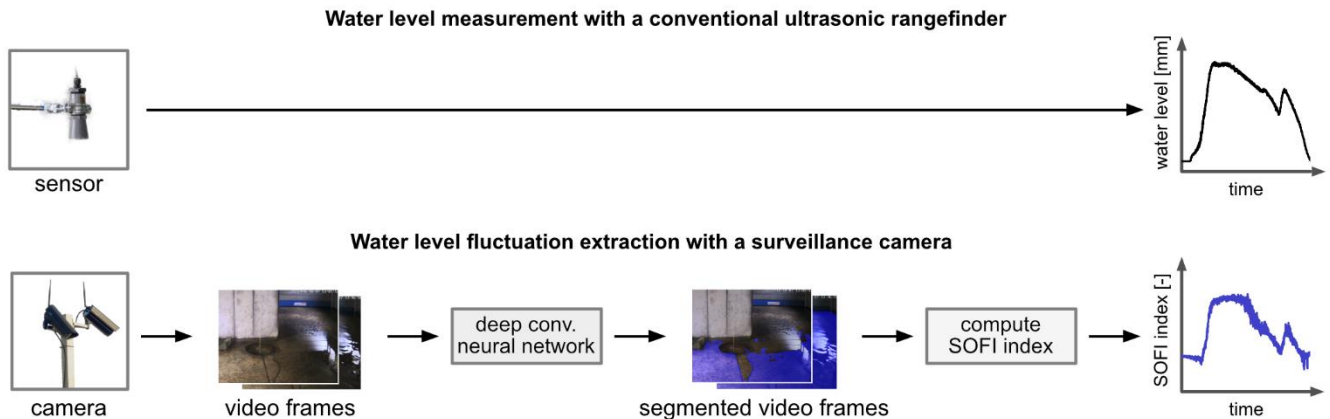 Water level measurement with a conventional ultrasonic rangefinder
water level [mm]
sensor
time
Water level fluctuation extraction with a surveillance camera
deep conv.
neural network
compute
SOFI index
SOFI index [-]
camera
video frames
segmented video frames
time